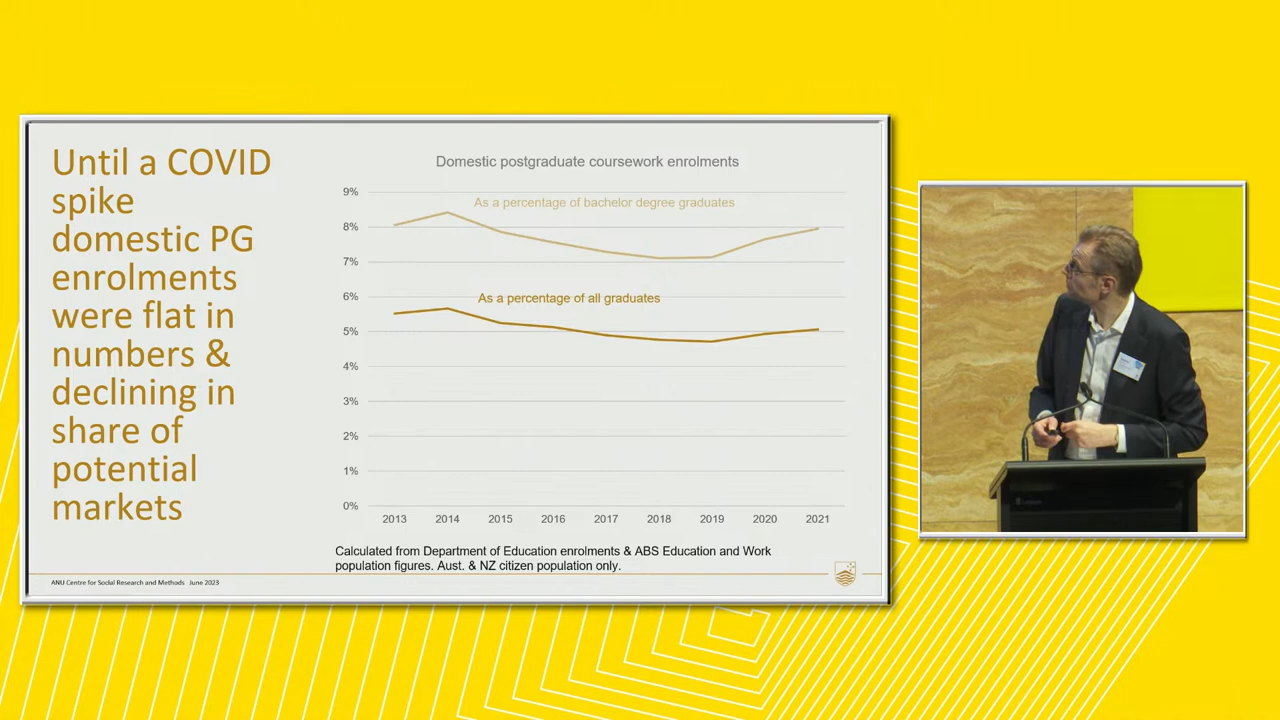 Until a COVID
spike
domestic PG
enrolments
were flat in
numbers &
declining in
share of
potential
markets
Domestic postgraduate coursework enrolments
9%
As a percentage of bachelor degree graduates
8%
7%
6%
As a percentage of all graduates
5%
4%
3%
2%
1%
0%
2013 2014 2015 2016 2017 2018 2019 2020 2021
Calculated from Department of Education enrolments & ABS Education and Work
population figures. Aust. & NZ citizen population only.
ANU Centre for Social Research and Methods June 2023